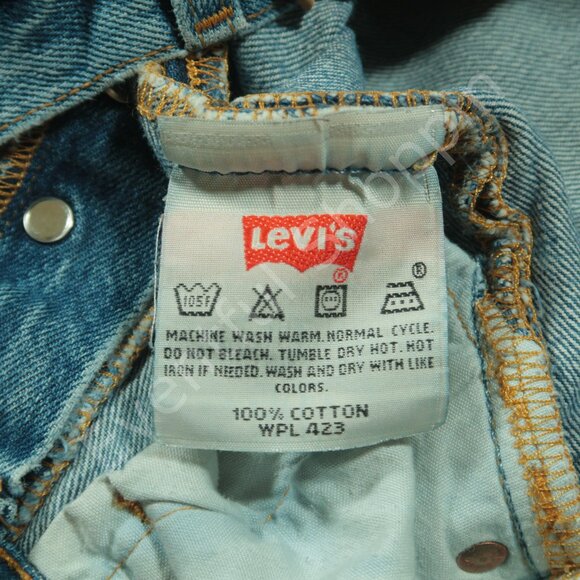 Levi's
®
®
105F
MACHINE WASH WARM. NORMAL CYCLE.
DO NOT BLEACH. TUMBLE DRY HOT. HOT
IRON IF NEEDED. WASH AND DRY WITH LIKE
COLORS.
100% COTTON
WPL 423